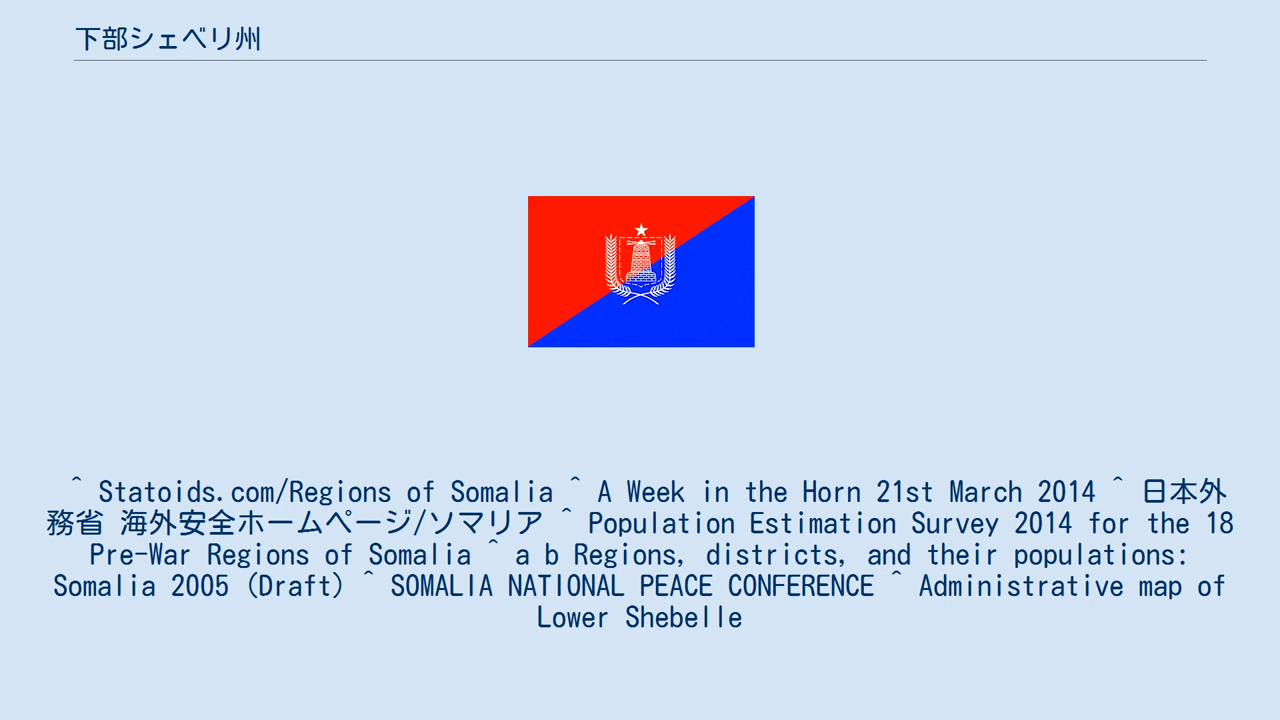 下部シェベリ州
^ Statoids.com/Regions of Somalia ^ A Week in the Horn 21st March 2014 ^ 日本外
務省 海外安全ホームページ/ソマリア ^ Population Estimation Survey 2014 for the 18
Pre-War Regions of Somalia ^ a b Regions, districts, and their populations:
Somalia 2005 (Draft) ^ SOMALIA NATIONAL PEACE CONFERENCE ^ Administrative map of
Lower Shebelle